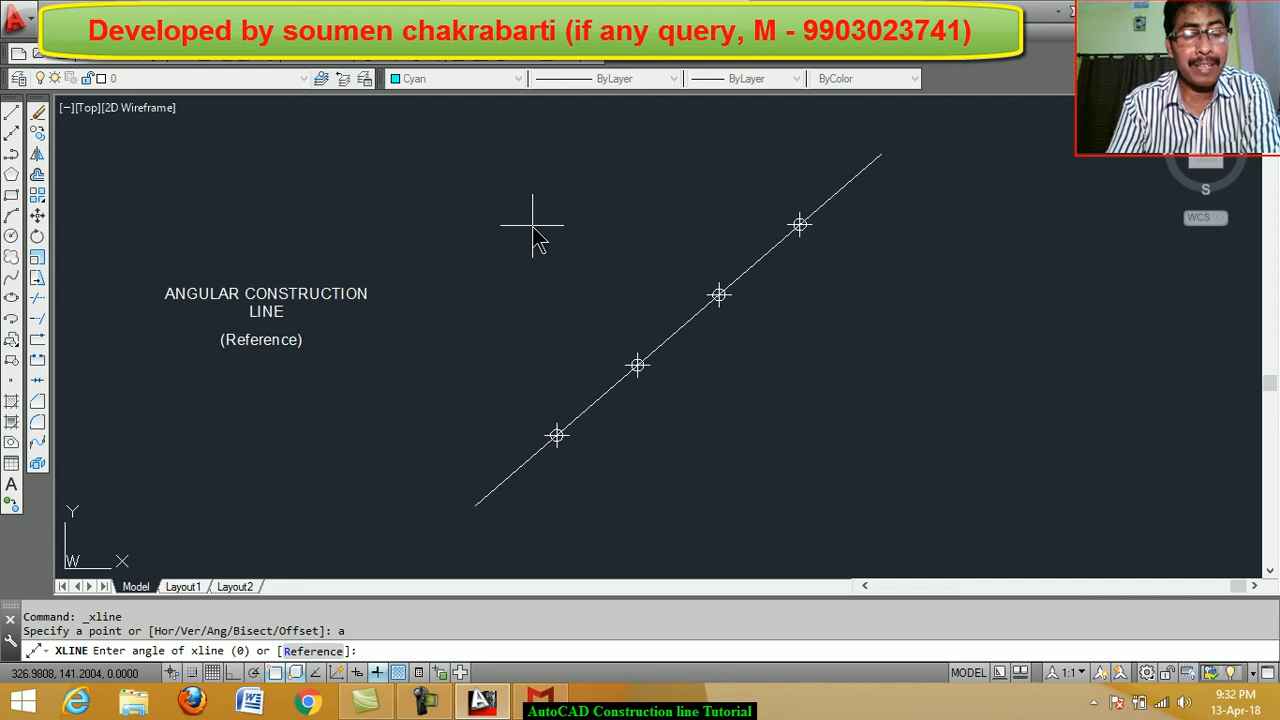 Developed by soumen chakrabarti (if any query, M - 9903023741)
0
Cyan
ByLayer
ByLayer
ByColor
[−][Top][2D Wireframe]
S
WCS
ANGULAR CONSTRUCTION
LINE
(Reference)
A
Y
W
X
Model
Layout1
Layout2
Command: _xline
Specify a point or [Hor/Ver/Ang/Bisect/Offset]: a
XLINE Enter angle of xline (0) or [Reference]:
326.9808, 141.2004, 0.0000
MODEL
1:1
9:32 PM
13-Apr-18
AutoCAD Construction line Tutorial